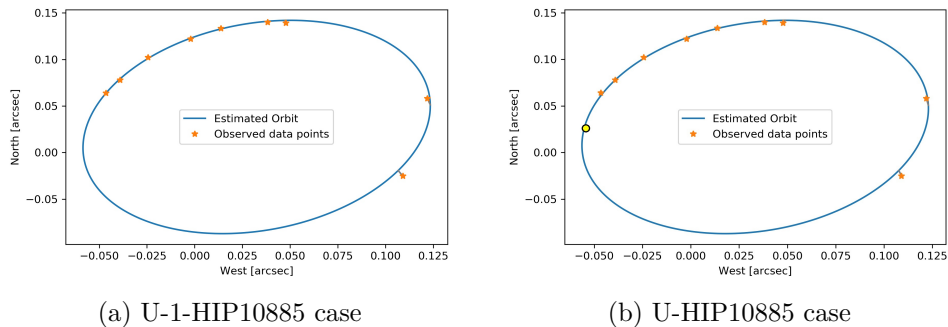 0.15
0.10
0.05
0.00
−0.05
North [arcsec]
Estimated Orbit
Observed data points
−0.050 −0.025 0.000 0.025 0.050 0.075 0.100 0.125
West [arcsec]
(a) U-1-HIP10885 case
0.15
0.10
0.05
0.00
−0.05
North [arcsec]
Estimated Orbit
Observed data points
−0.050 −0.025 0.000 0.025 0.050 0.075 0.100 0.125
West [arcsec]
(b) U-HIP10885 case